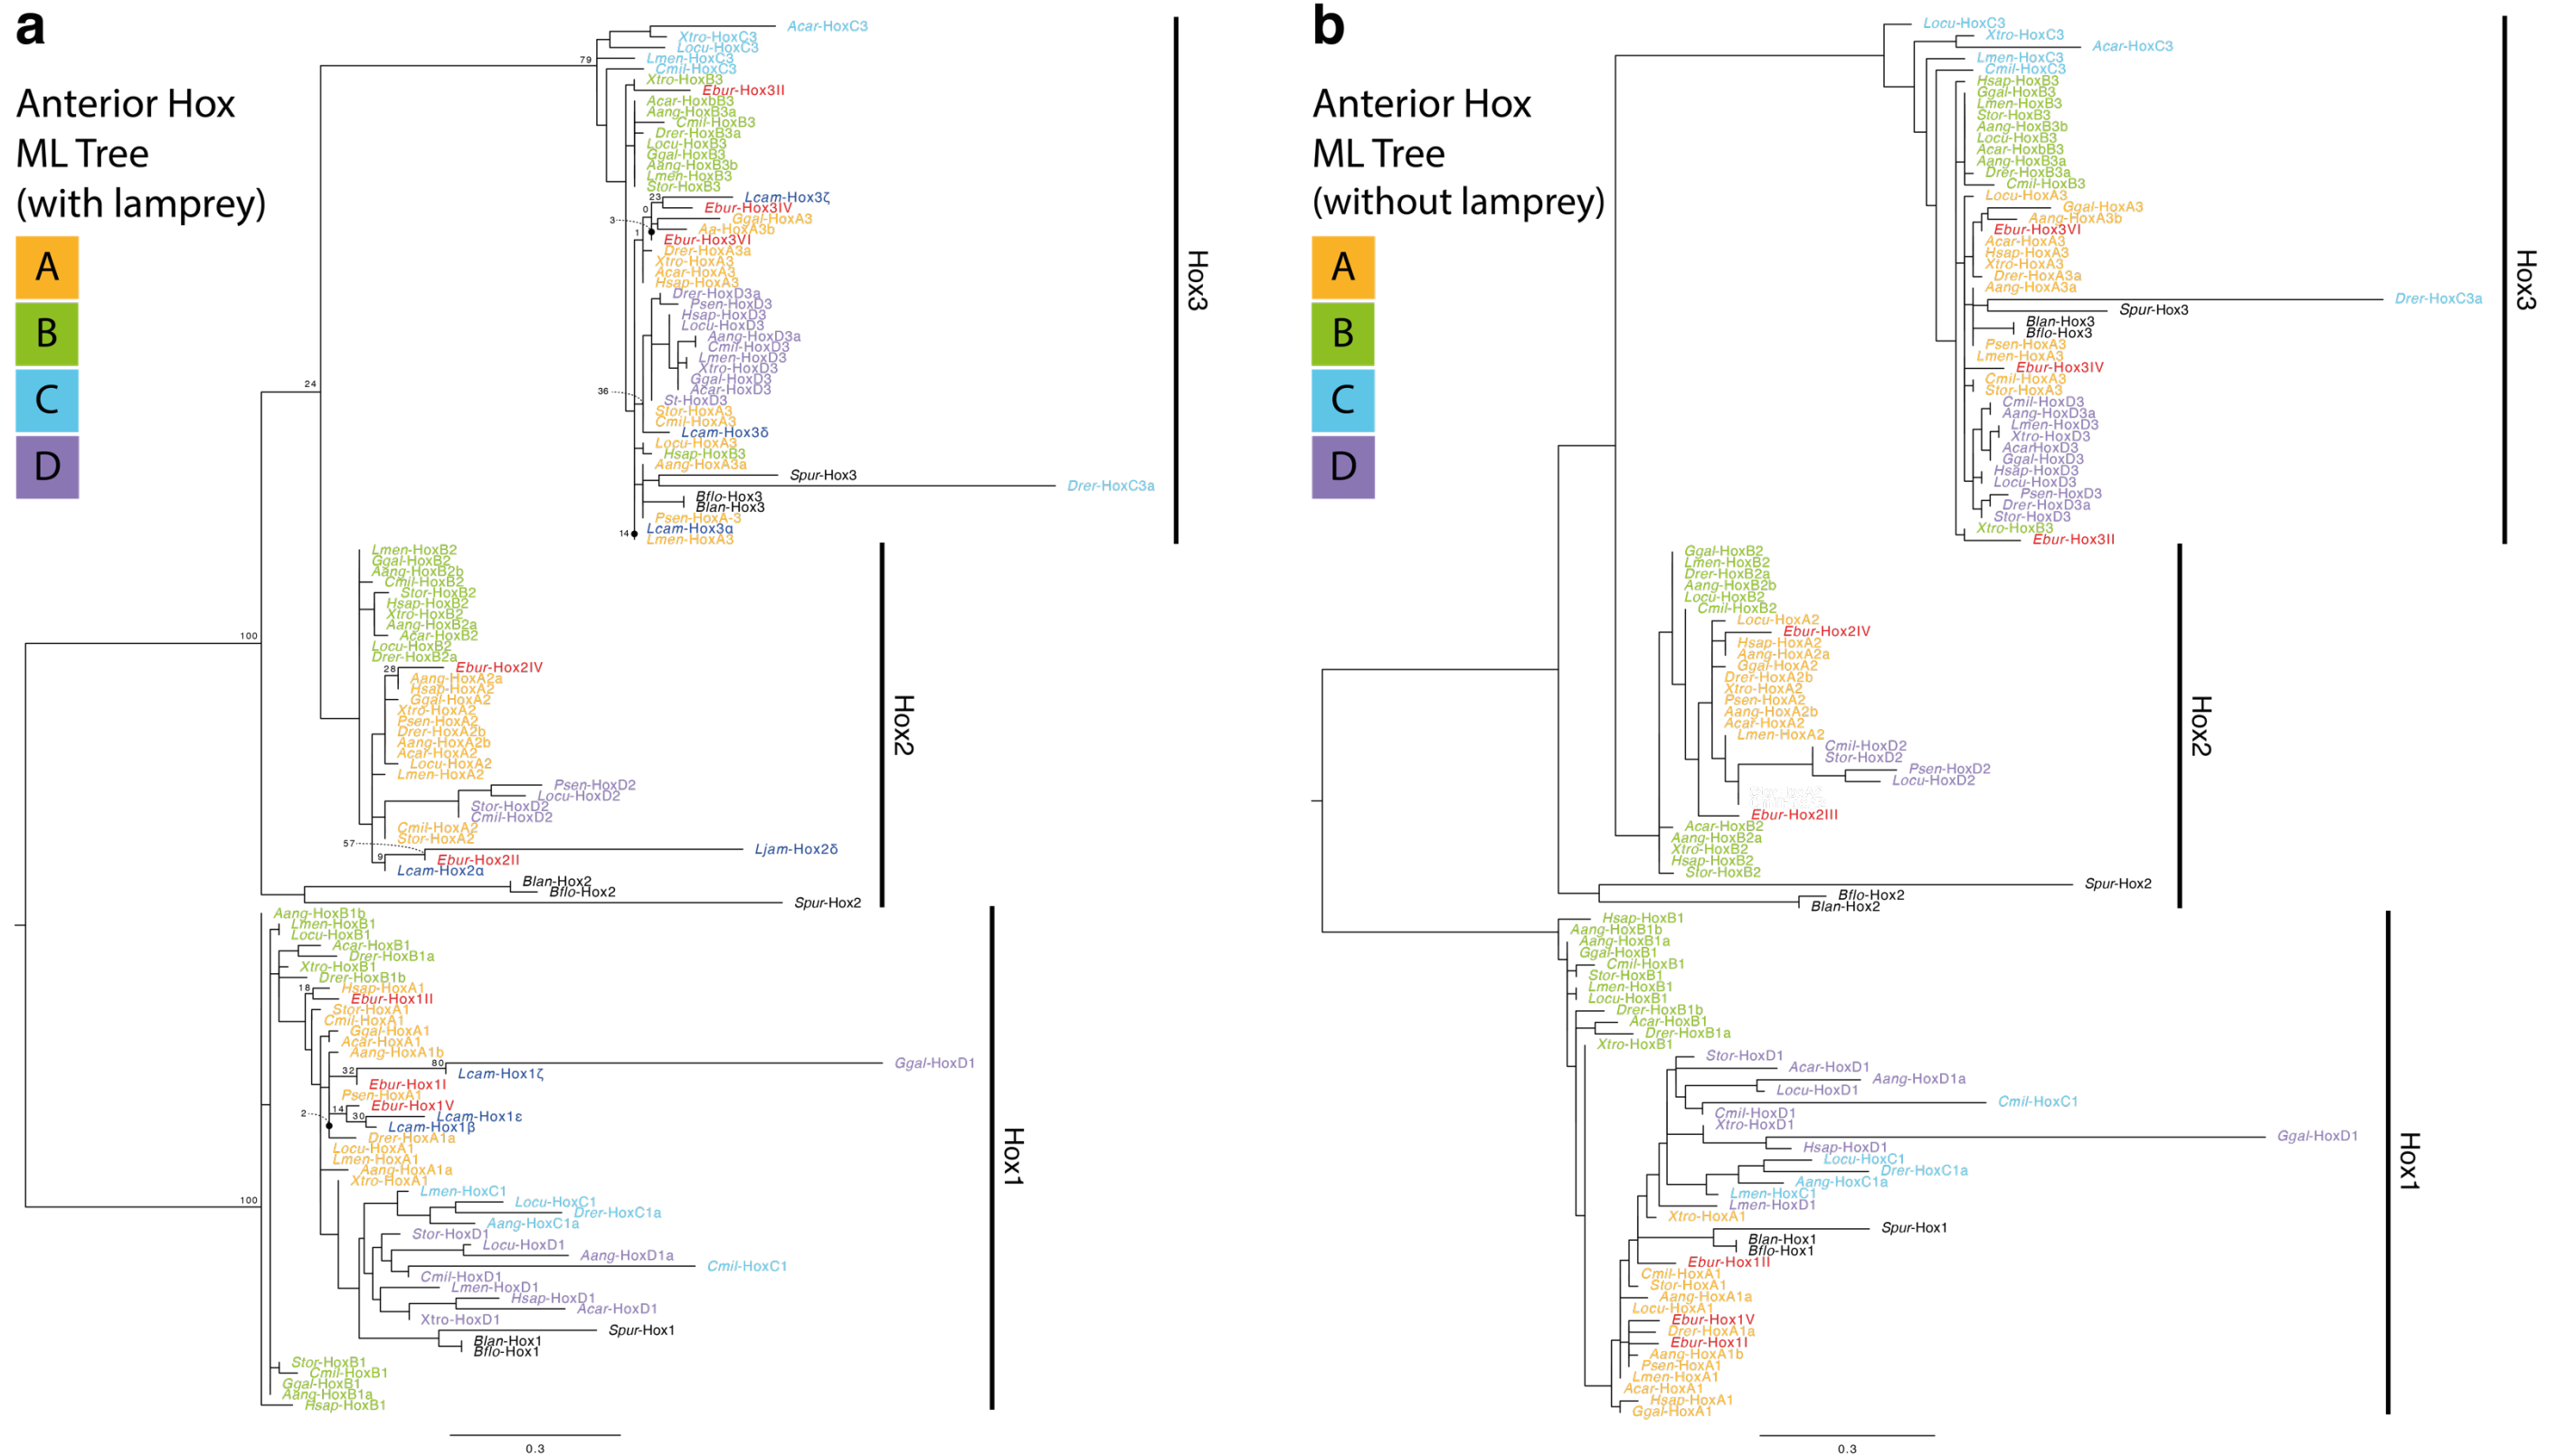 a
Anterior Hox
ML Tree
(with lamprey)
A
B
C
D
Acar-HoxC3
Xtro-HoxC3
Locu-HoxC3
79
Lmen-HoxC3
Cmil-HoxC3
Xtro-HoxB3
Ebur-Hox3II
Acar-HoxbB3
Aang-HoxB3a
Cmil-HoxB3
Drer-HoxB3a
Locu-HoxB3
Ggal-HoxB3
Aang-HoxB3b
Lmen-HoxB3
Stor-HoxB3
23
Lcam-Hox3ζ
0
Ebur-Hox3IV
3
Ggal-HoxA3
Aa-HoxA3b
1
Ebur-Hox3VI
Drer-HoxA3a
Xtro-HoxA3
Acar-HoxA3
Hsap-HoxA3
Drer-HoxD3a
Psen-HoxD3
Hsap-HoxD3
Locu-HoxD3
Aang-HoxD3a
Cmil-HoxD3
Lmen-HoxD3
Xtro-HoxD3
Ggal-HoxD3
Acar-HoxD3
36
St-HoxD3
Stor-HoxA3
Cmil-HoxA3
Lcam-Hox3δ
Locu-HoxA3
Hsap-HoxB3
Aang-HoxA3a
Spur-Hox3
Drer-HoxC3a
Bflo-Hox3
Blan-Hox3
Psen-HoxA-3
Lcam-Hox3α
14
Lmen-HoxA3
Hox3
24
Lmen-HoxB2
Ggal-HoxB2
Aang-HoxB2b
Cmil-HoxB2
Stor-HoxB2
Hsap-HoxB2
Xtro-HoxB2
Aang-HoxB2a
Acar-HoxB2
Locu-HoxB2
Drer-HoxB2a
100
28
Ebur-Hox2IV
Aang-HoxA2a
Hsap-HoxA2
Ggal-HoxA2
Xtro-HoxA2
Psen-HoxA2
Drer-HoxA2b
Aang-HoxA2b
Acar-HoxA2
Locu-HoxA2
Lmen-HoxA2
Psen-HoxD2
Locu-HoxD2
Stor-HoxD2
Cmil-HoxD2
Cmil-HoxA2
Stor-HoxA2
57
Ljam-Hox2δ
9
Ebur-Hox2II
Lcam-Hox2α
Blan-Hox2
Bflo-Hox2
Spur-Hox2
Hox2
Aang-HoxB1b
Lmen-HoxB1
Locu-HoxB1
Acar-HoxB1
Drer-HoxB1a
Xtro-HoxB1
Drer-HoxB1b
18
Hsap-HoxA1
Ebur-Hox1II
Stor-HoxA1
Cmil-HoxA1
Ggal-HoxA1
Acar-HoxA1
Aang-HoxA1b
80
Ggal-HoxD1
32
Lcam-Hox1ζ
Ebur-Hox1I
Psen-HoxA1
14
Ebur-Hox1V
2
30
Lcam-Hox1ε
Lcam-Hox1β
Drer-HoxA1a
Locu-HoxA1
Lmen-HoxA1
Aang-HoxA1a
Xtro-HoxA1
100
Lmen-HoxC1
Locu-HoxC1
Drer-HoxC1a
Aang-HoxC1a
Stor-HoxD1
Locu-HoxD1
Aang-HoxD1a
Cmil-HoxC1
Cmil-HoxD1
Lmen-HoxD1
Hsap-HoxD1
Acar-HoxD1
Xtro-HoxD1
Spur-Hox1
Blan-Hox1
Bflo-Hox1
Stor-HoxB1
Cmil-HoxB1
Ggal-HoxB1
Aang-HoxB1a
Hsap-HoxB1
Hox1
0.3
b
Anterior Hox
ML Tree
(without lamprey)
A
B
C
D
Locu-HoxC3
Xtro-HoxC3
Acar-HoxC3
Lmen-HoxC3
Cmil-HoxC3
Hsap-HoxB3
Ggal-HoxB3
Lmen-HoxB3
Stor-HoxB3
Aang-HoxB3b
Locu-HoxB3
Acar-HoxbB3
Aang-HoxB3a
Drer-HoxB3a
Cmil-HoxB3
Locu-HoxA3
Ggal-HoxA3
Aang-HoxA3b
Ebur-Hox3VI
Acar-HoxA3
Hsap-HoxA3
Xtro-HoxA3
Drer-HoxA3a
Aang-HoxA3a
Drer-HoxC3a
Spur-Hox3
Blan-Hox3
Bflo-Hox3
Psen-HoxA3
Lmen-HoxA3
Ebur-Hox3IV
Cmil-HoxA3
Stor-HoxA3
Cmil-HoxD3
Aang-HoxD3a
Lmen-HoxD3
Xtro-HoxD3
AcarHoxD3
Ggal-HoxD3
Hsap-HoxD3
Locu-HoxD3
Psen-HoxD3
Drer-HoxD3a
Stor-HoxD3
Xtro-HoxB3
Ebur-Hox3II
Hox3
Ggal-HoxB2
Lmen-HoxB2
Drer-HoxB2a
Aang-HoxB2b
Locu-HoxB2
Cmil-HoxB2
Locu-HoxA2
Ebur-Hox2IV
Hsap-HoxA2
Aang-HoxA2a
Ggal-HoxA2
Drer-HoxA2b
Xtro-HoxA2
Psen-HoxA2
Aang-HoxA2b
Acar-HoxA2
Lmen-HoxA2
Cmil-HoxD2
Stor-HoxD2
Psen-HoxD2
Locu-HoxD2
Ebur-Hox2III
Acar-HoxB2
Aang-HoxB2a
Xtro-HoxB2
Hsap-HoxB2
Stor-HoxB2
Spur-Hox2
Bflo-Hox2
Blan-Hox2
Hox2
Hsap-HoxB1
Aang-HoxB1b
Aang-HoxB1a
Ggal-HoxB1
Cmil-HoxB1
Stor-HoxB1
Lmen-HoxB1
Locu-HoxB1
Drer-HoxB1b
Acar-HoxB1
Drer-HoxB1a
Xtro-HoxB1
Stor-HoxD1
Acar-HoxD1
Aang-HoxD1a
Locu-HoxD1
Cmil-HoxC1
Cmil-HoxD1
Xtro-HoxD1
Ggal-HoxD1
Hsap-HoxD1
Locu-HoxC1
Drer-HoxC1a
Aang-HoxC1a
Lmen-HoxC1
Lmen-HoxD1
Xtro-HoxA1
Spur-Hox1
Blan-Hox1
Bflo-Hox1
Ebur-Hox1II
Cmil-HoxA1
Stor-HoxA1
Aang-HoxA1a
Locu-HoxA1
Ebur-Hox1V
Drer-HoxA1a
Ebur-Hox1I
Aang-HoxA1b
Psen-HoxA1
Lmen-HoxA1
Acar-HoxA1
Hsap-HoxA1
Ggal-HoxA1
Hox1
0.3